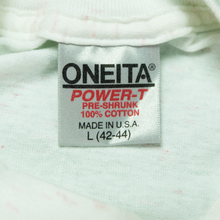 ONEITA®
POWER-T
PRE-SHRUNK
100% COTTON
MADE IN U.S.A.
L (42-44)